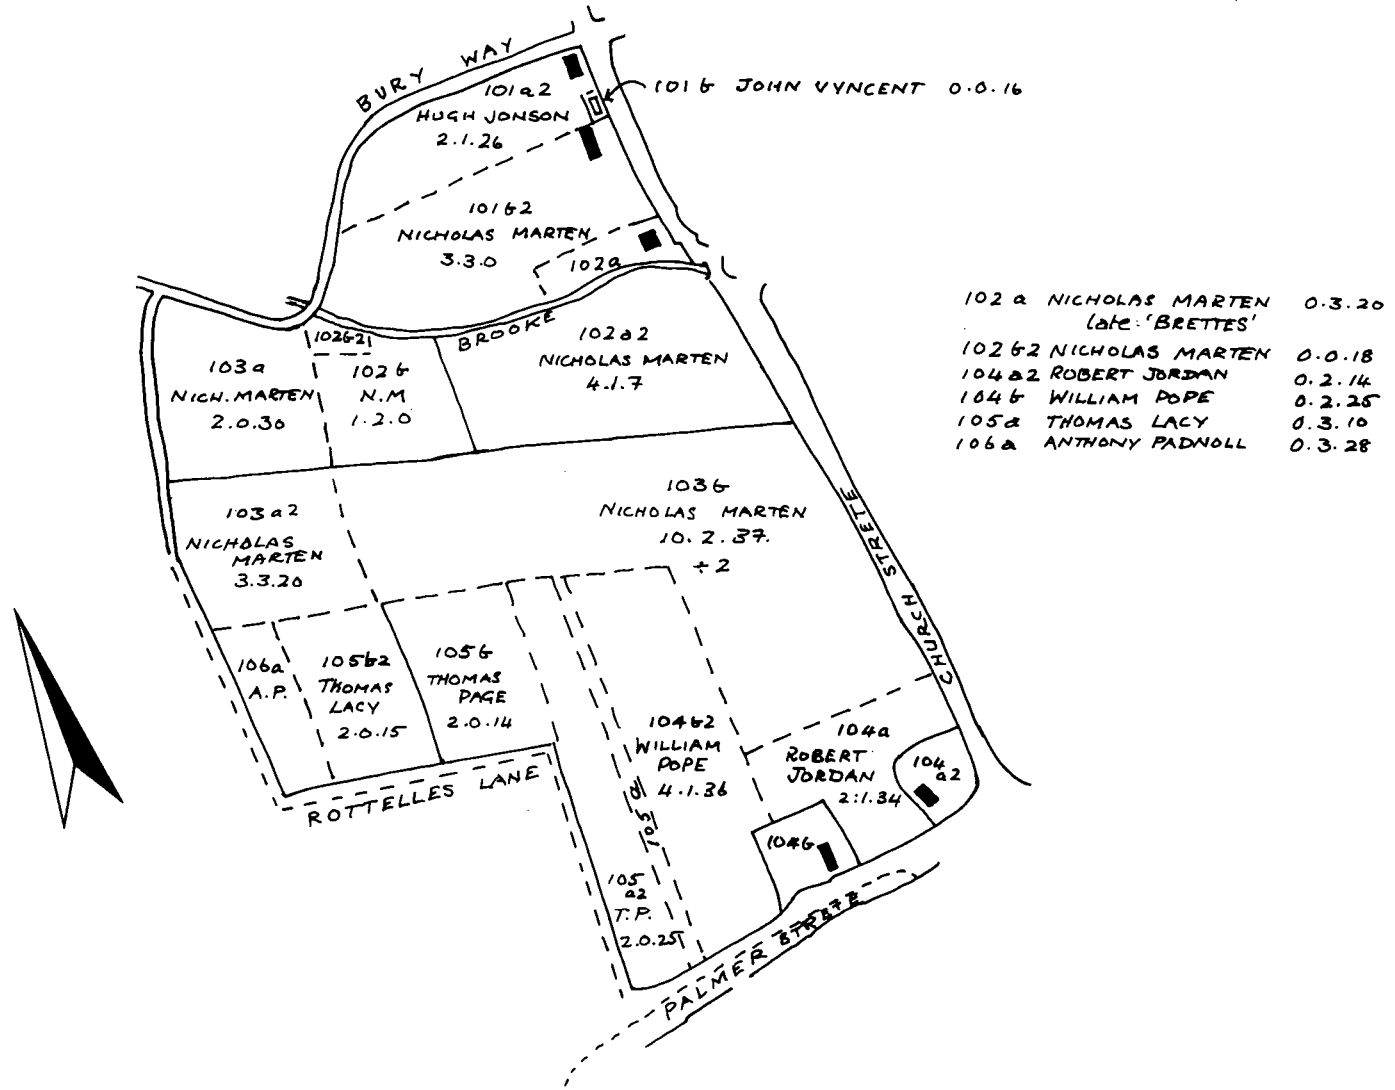 BURY WAY
101a2
HUGH JONSON
2.1.26
101b JOHN VYNCENT 0.0.16
101b2
NICHOLAS MARTEN
3.3.0
102a
BROOKE
102a NICHOLAS MARTEN 0.3.20
late 'BRETTES'
102b2 NICHOLAS MARTEN 0.0.18
104a2 ROBERT JORDAN 0.2.14
104b WILLIAM POPE 0.2.25
105a THOMAS LACY 0.3.10
106a ANTHONY PADNOLL 0.3.28
102b2
102a2
NICHOLAS MARTEN
4.1.7
103a
NICH. MARTEN
2.0.30
102b
N.M
1.2.0
103b
NICHOLAS MARTEN
10.2.37.
÷2
103a2
NICHOLAS
MARTEN
3.3.20
CHURCH STRETE
106a
A.P.
105b2
THOMAS
LACY
2.0.15
105b
THOMAS
PAGE
2.0.14
ROTTELLES LANE
104b2
WILLIAM
POPE
4.1.36
105a
104a
ROBERT
JORDAN
2:1.34
104
a2
104b
105
a2
T.P.
2.0.25
PALMER STRETE